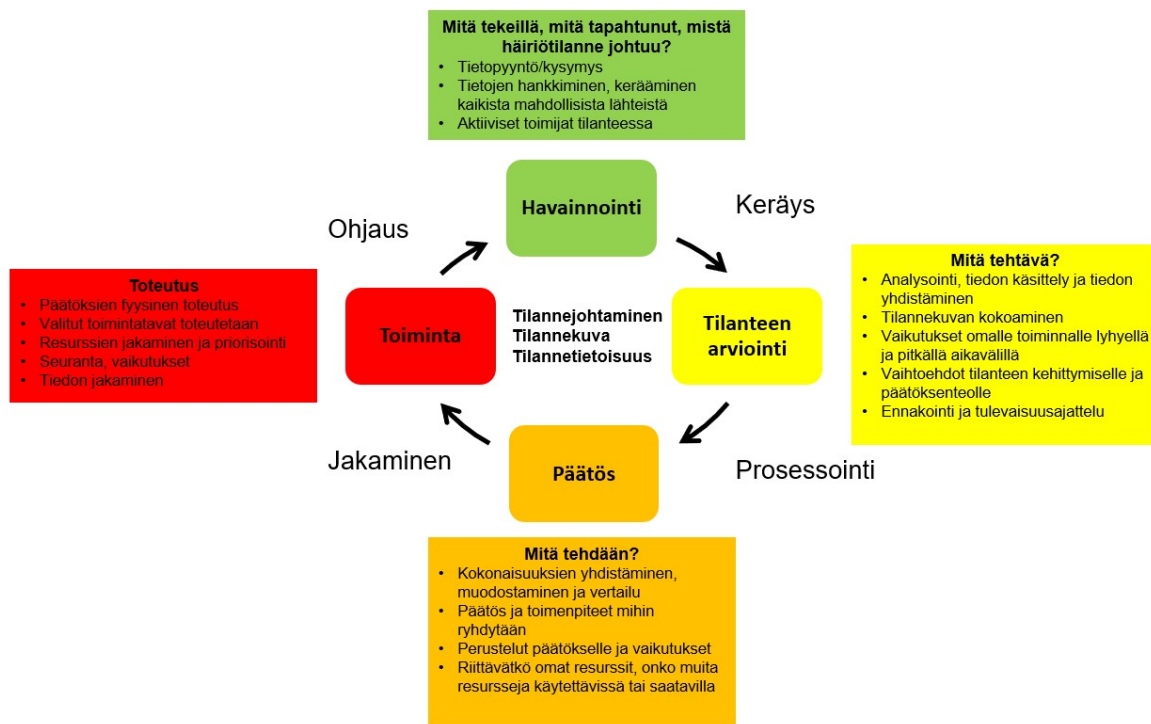 Mitä tekeillä, mitä tapahtunut, mistä
häiriötilanne johtuu?
• Tietopyyntö/kysymys
• Tietojen hankkiminen, kerääminen
kaikista mahdollisista lähteistä
• Aktiiviset toimijat tilanteessa
Havainnointi
Ohjaus
Keräys
Toteutus
• Päätöksien fyysinen toteutus
• Valitut toimintatavat toteutetaan
• Resurssien jakaminen ja priorisointi
• Seuranta, vaikutukset
• Tiedon jakaminen
Toiminta
Tilannejohtaminen
Tilannekuva
Tilannetietoisuus
Tilanteen
arviointi
Mitä tehtävä?
• Analysointi, tiedon käsittely ja tiedon
yhdistäminen
• Tilannekuvan kokoaminen
• Vaikutukset omalle toiminnalle lyhyellä
ja pitkällä aikavälillä
• Vaihtoehdot tilanteen kehittymiselle ja
päätöksenteolle
• Ennakointi ja tulevaisuusajattelu
Jakaminen
Päätös
Prosessointi
Mitä tehdään?
• Kokonaisuuksien yhdistäminen,
muodostaminen ja vertailu
• Päätös ja toimenpiteet mihin
ryhdytään
• Perustelut päätökselle ja vaikutukset
• Riittävätkö omat resurssit, onko muita
resursseja käytettävissä tai saatavilla